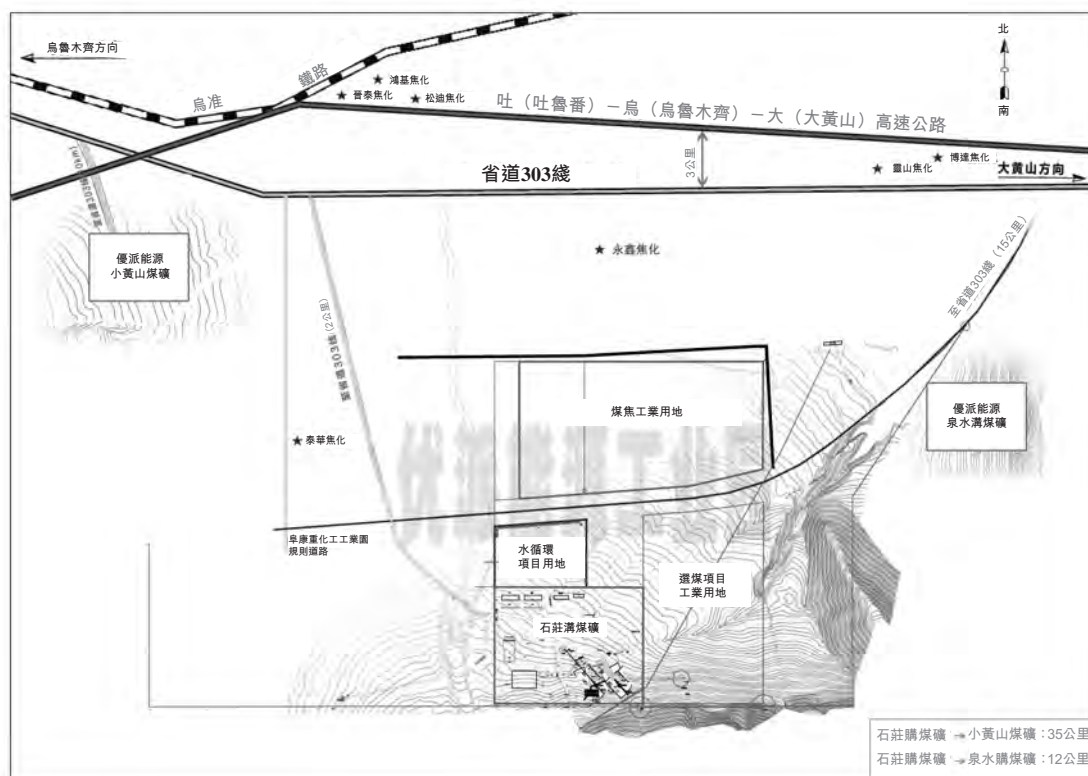 烏魯木齊方向
北
南
鐵路
烏准
鴻基焦化
晉泰焦化
松迪焦化
吐（吐魯番）－烏（烏魯木齊）－大（大黃山）高速公路
3公里
博達焦化
靈山焦化
省道303綫
大黄山方向
優派能源
小黃山煤礦
永鑫焦化
至省道303綫（15公里）
至省道303綫(2公里)
煤焦工業用地
優派能源
泉水溝煤礦
泰華焦化
阜康重化工工業園
規則道路
水循環
項目用地
選煤項目
工業用地
石莊溝煤礦
石莊購煤礦 → 小黃山煤礦：35公里
石莊購煤礦 → 泉水購煤礦：12公里